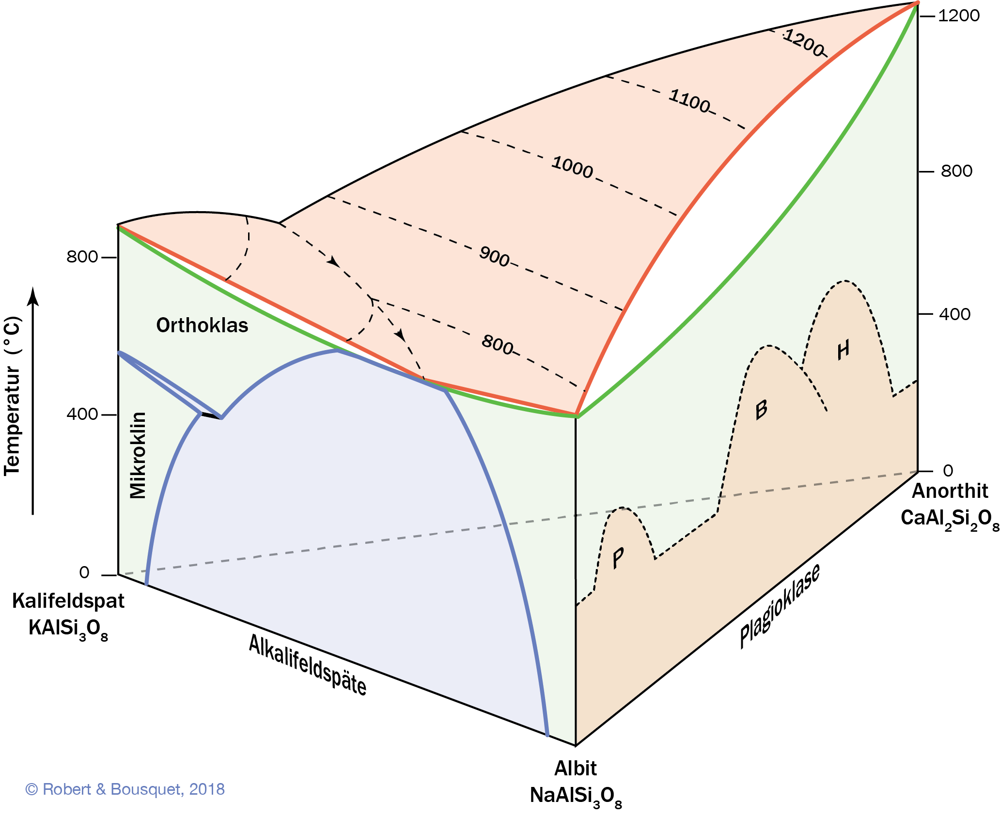 1200
1200
1100
1000
900
800
800
400
0
800
400
0
Temperatur (°C)
Orthoklas
Mikroklin
H
B
P
Anorthit
CaAl₂Si₂O₈
Kalifeldspat
KAlSi₃O₈
Alkalifeldspäte
Plagioklase
Albit
NaAlSi₃O₈
© Robert & Bousquet, 2018